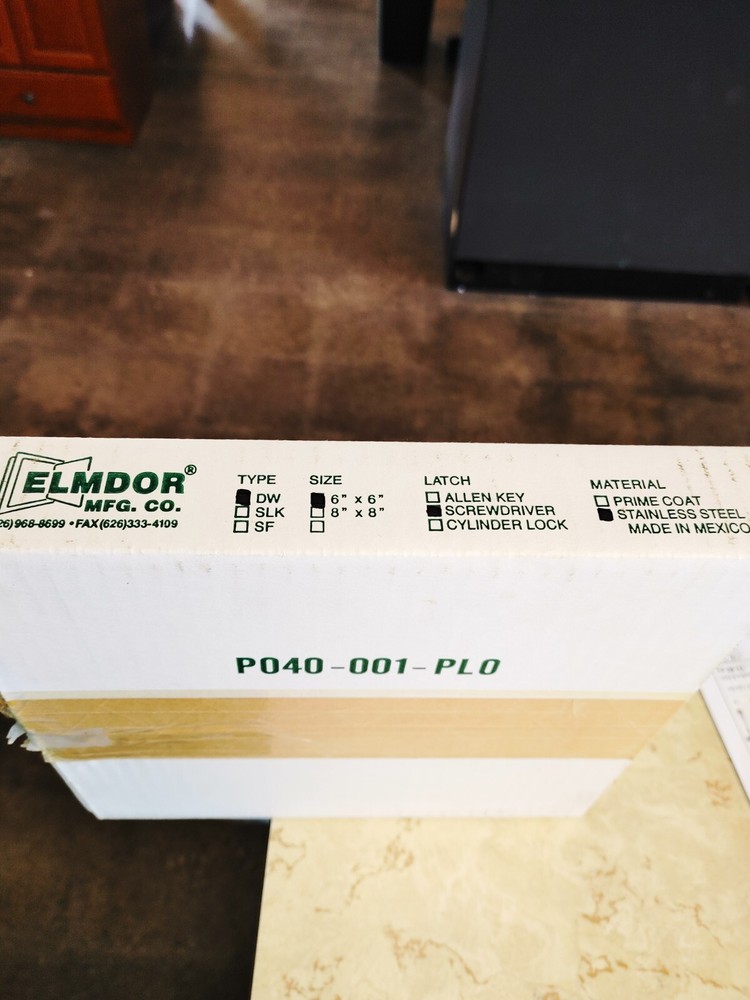 ELMDOR®
MFG. CO.
26)968-8699 •FAX(626)333-4109
TYPE
DW
SLK
SF
SIZE
6" x 6"
8" x 8"
LATCH
ALLEN KEY
SCREWDRIVER
CYLINDER LOCK
MATERIAL
PRIME COAT
STAINLESS STEEL
MADE IN MEXICO
P040-001-PL0